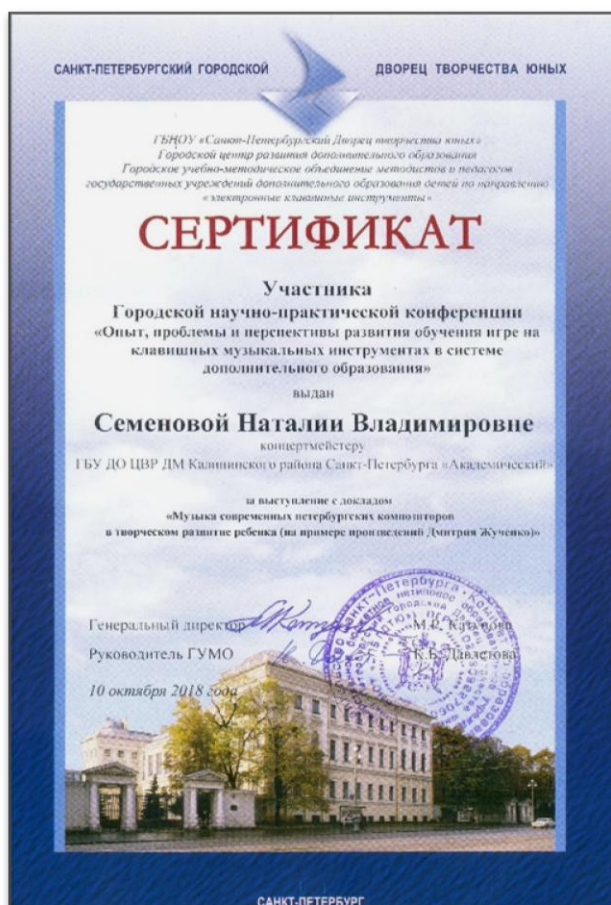 САНКТ-ПЕТЕРБУРГСКИЙ ГОРОДСКОЙ ДВОРЕЦ ТВОРЧЕСТВА ЮНЫХ
ГБНОУ «Санкт-Петербургский Дворец творчества юных»
Городской центр развития дополнительного образования
Городское учебно-методическое объединение методистов и педагогов
государственных учреждений дополнительного образования детей по направлению
«электронные клавишные инструменты»
СЕРТИФИКАТ
Участника
Городской научно-практической конференции
«Опыт, проблемы и перспективы развития обучения игре на
клавишных музыкальных инструментах в системе
дополнительного образования»
выдан
Семеновой Наталии Владимировне
концертмейстеру
ГБУ ДО ЦВР ДМ Калининского района Санкт-Петербурга «Академический»
за выступление с докладом
«Музыка современных петербургских композиторов
в творческом развитие ребенка (на примере произведений Дмитрия Жученко)»
Генеральный директор М.Р. Катунова
Руководитель ГУМО К.Б. Давлетова
10 октября 2018 года
САНКТ-ПЕТЕРБУРГ